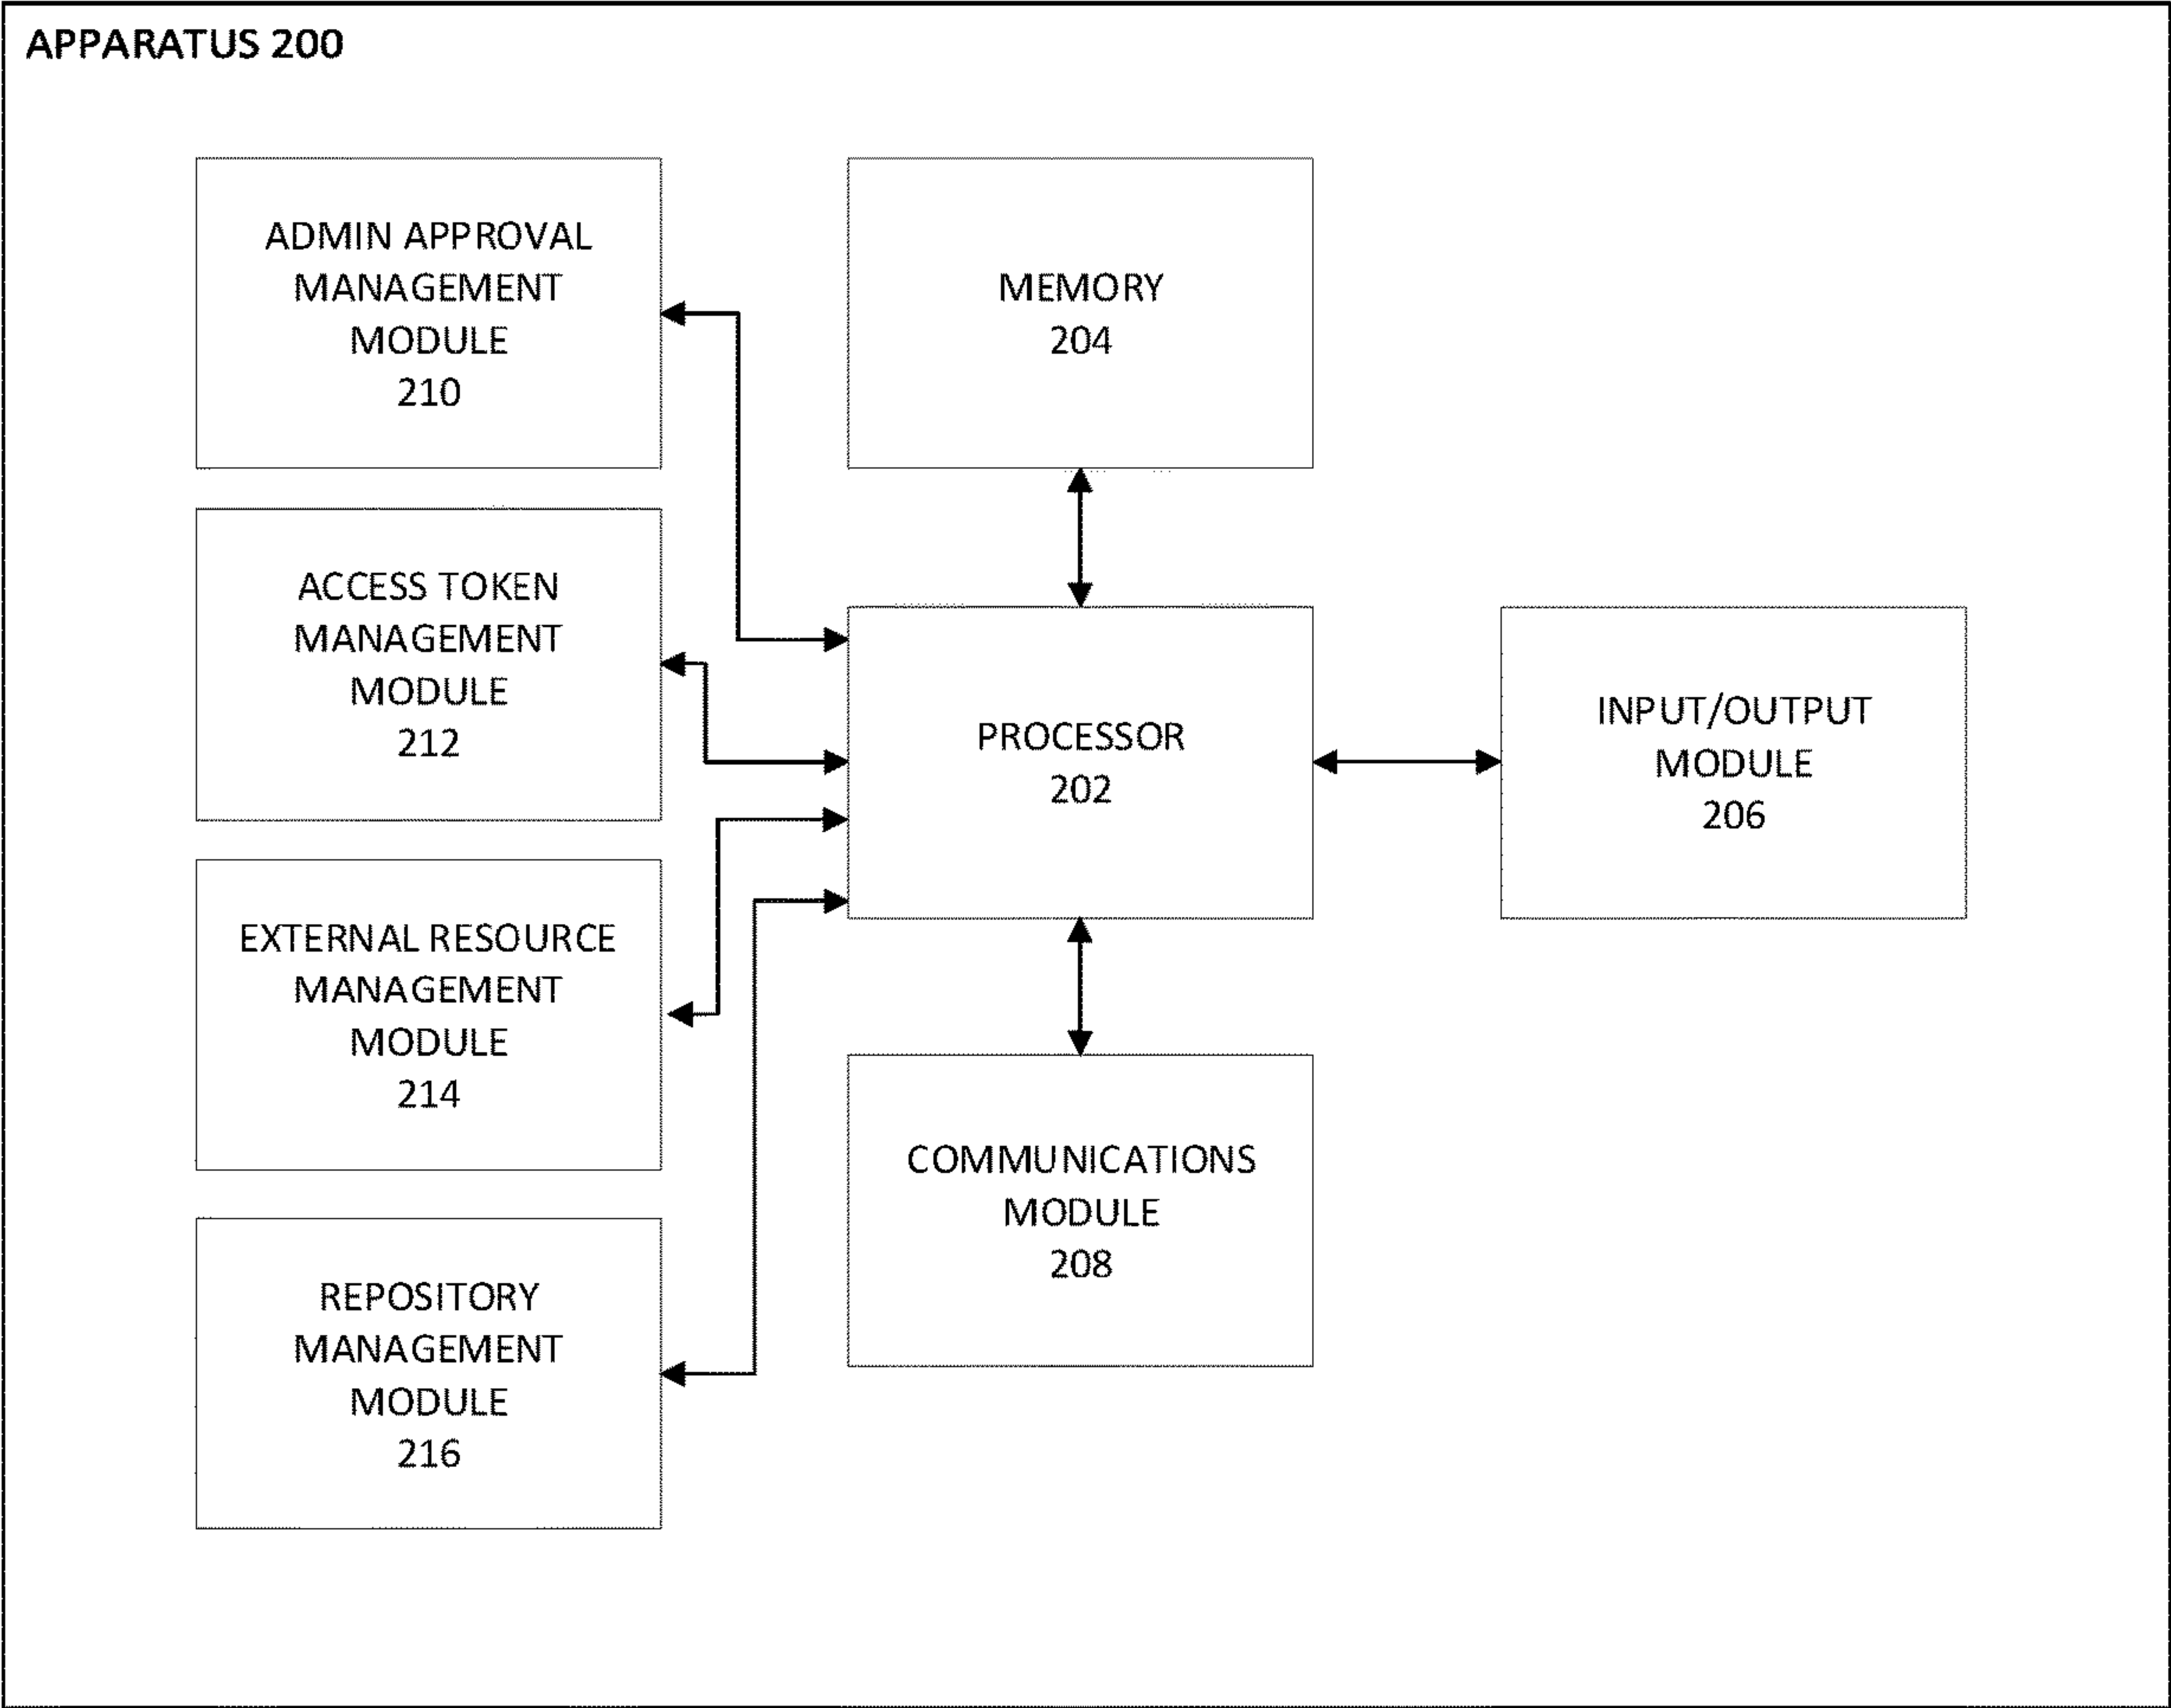 APPARATUS 200
ADMIN APPROVAL
MANAGEMENT
MODULE
210
MEMORY
204
ACCESS TOKEN
MANAGEMENT
MODULE
212
PROCESSOR
202
INPUT/OUTPUT
MODULE
206
EXTERNAL RESOURCE
MANAGEMENT
MODULE
214
COMMUNICATIONS
MODULE
208
REPOSITORY
MANAGEMENT
MODULE
216